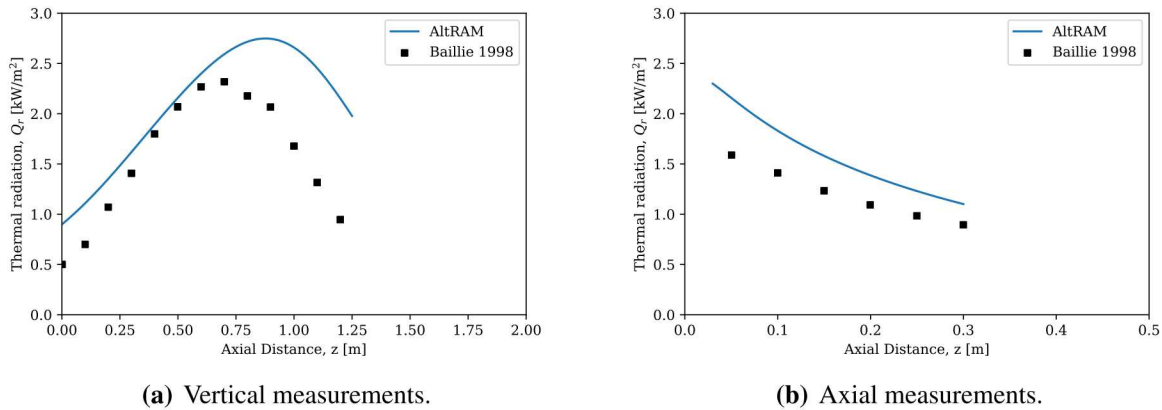 3.0
2.5
2.0
1.5
1.0
0.5
0.0
Thermal radiation, Qr [kW/m²]
AltRAM
Baillie 1998
0.00 0.25 0.50 0.75 1.00 1.25 1.50 1.75 2.00
Axial Distance, z [m]
(a) Vertical measurements.
3.0
2.5
2.0
1.5
1.0
0.5
0.0
Thermal radiation, Qr [kW/m²]
AltRAM
Baillie 1998
0.0 0.1 0.2 0.3 0.4 0.5
Axial Distance, z [m]
(b) Axial measurements.